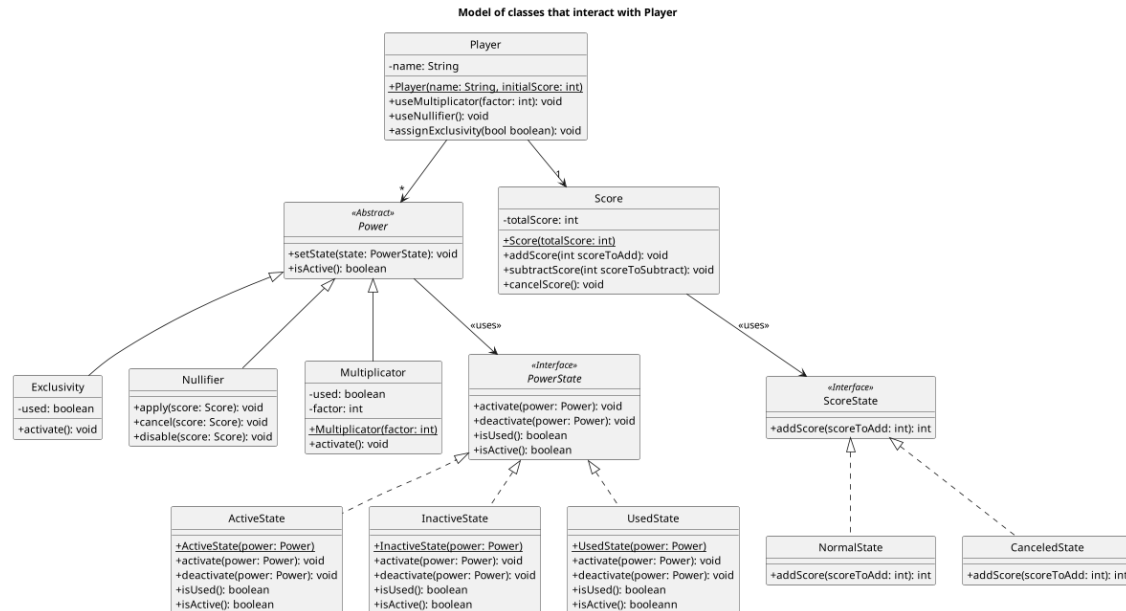 Model of classes that interact with Player
Player
-name: String
+Player(name: String, initialScore: int)
+useMultiplicator(factor: int): void
+useNullifier(): void
+assignExclusivity(bool boolean): void
*
1
«Abstract»
Power
+setState(state: PowerState): void
+isActive(): boolean
Score
-totalScore: int
+Score(totalScore: int)
+addScore(int scoreToAdd): void
+subtractScore(int scoreToSubtract): void
+cancelScore(): void
«uses»
«uses»
Exclusivity
-used: boolean
+activate(): void
Nullifier
+apply(score: Score): void
+cancel(score: Score): void
+disable(score: Score): void
Multiplicator
-used: boolean
-factor: int
+Multiplicator(factor: int)
+activate(): void
«Interface»
PowerState
+activate(power: Power): void
+deactivate(power: Power): void
+isUsed(): boolean
+isActive(): boolean
«Interface»
ScoreState
+addScore(scoreToAdd: int): int
ActiveState
+ActiveState(power: Power)
+activate(power: Power): void
+deactivate(power: Power): void
+isUsed(): boolean
+isActive(): boolean
InactiveState
+InactiveState(power: Power)
+activate(power: Power): void
+deactivate(power: Power): void
+isUsed(): boolean
+isActive(): boolean
UsedState
+UsedState(power: Power)
+activate(power: Power): void
+deactivate(power: Power): void
+isUsed(): boolean
+isActive(): booleann
NormalState
+addScore(scoreToAdd: int): int
CanceledState
+addScore(scoreToAdd: int): int